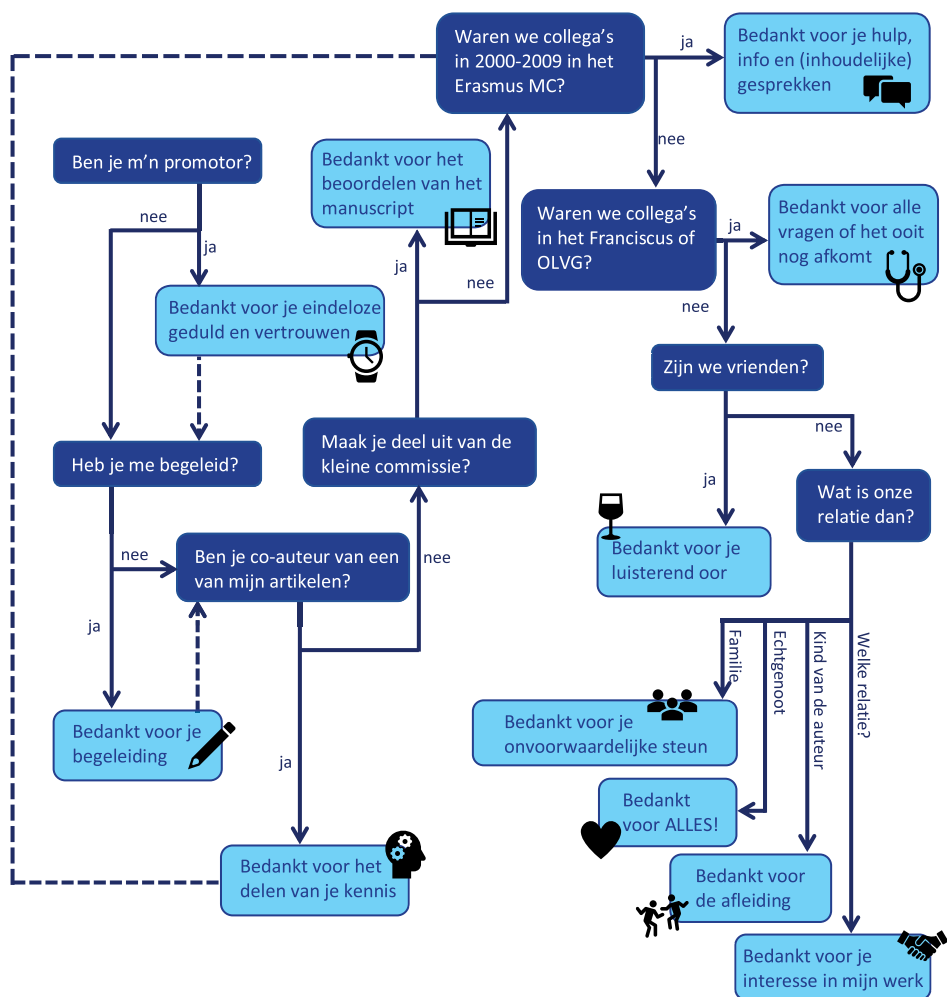 Waren we collega's
in 2000-2009 in het
Erasmus MC?
ja
Bedankt voor je hulp,
info en (inhoudelijke)
gesprekken
nee
Ben je m'n promotor?
nee
ja
Bedankt voor je eindeloze
geduld en vertrouwen
Bedankt voor het
beoordelen van het
manuscript
ja
nee
Waren we collega's
in het Franciscus of
OLVG?
ja
Bedankt voor alle
vragen of het ooit
nog afkomt
nee
Zijn we vrienden?
nee
ja
Heb je me begeleid?
nee
ja
Maak je deel uit van de
kleine commissie?
Ben je co-auteur van een
van mijn artikelen?
nee
ja
Wat is onze
relatie dan?
Bedankt voor je
luisterend oor
Familie
Echtgenoot
Kind van de auteur
Welke relatie?
Bedankt voor je
begeleiding
Bedankt voor je
onvoorwaardelijke steun
Bedankt
voor ALLES!
Bedankt voor het
delen van je kennis
Bedankt voor
de afleiding
Bedankt voor je
interesse in mijn werk